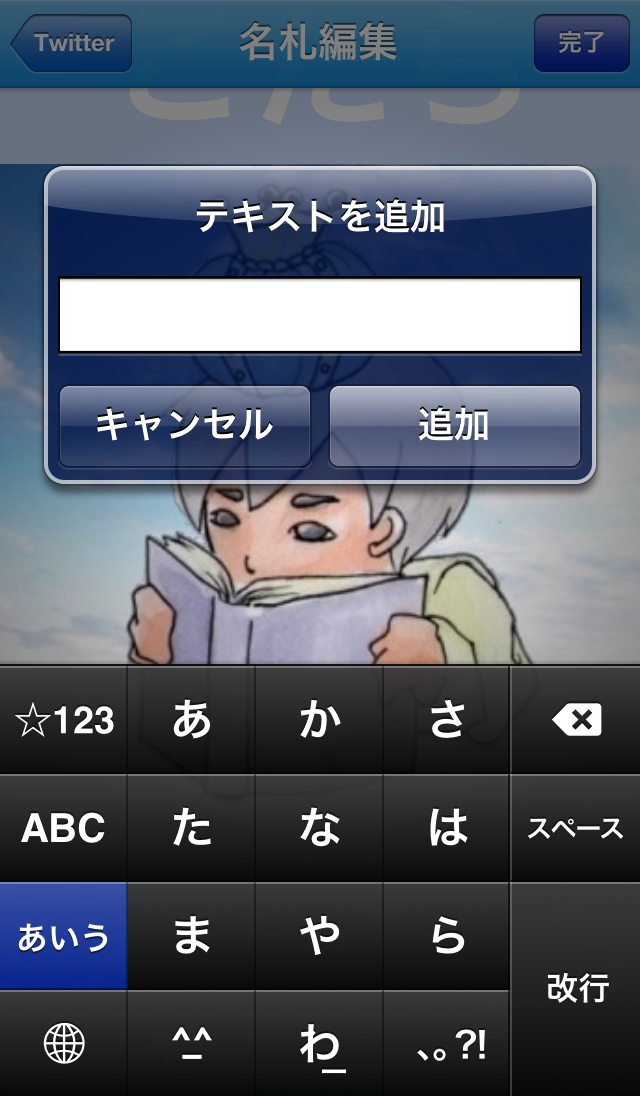 Twitter 名札編集 完了
テキストを追加
キャンセル 追加
☆123 あ か さ
ABC た な は スペース
あいう ま や ら 改行
^_^ わ 、。?!